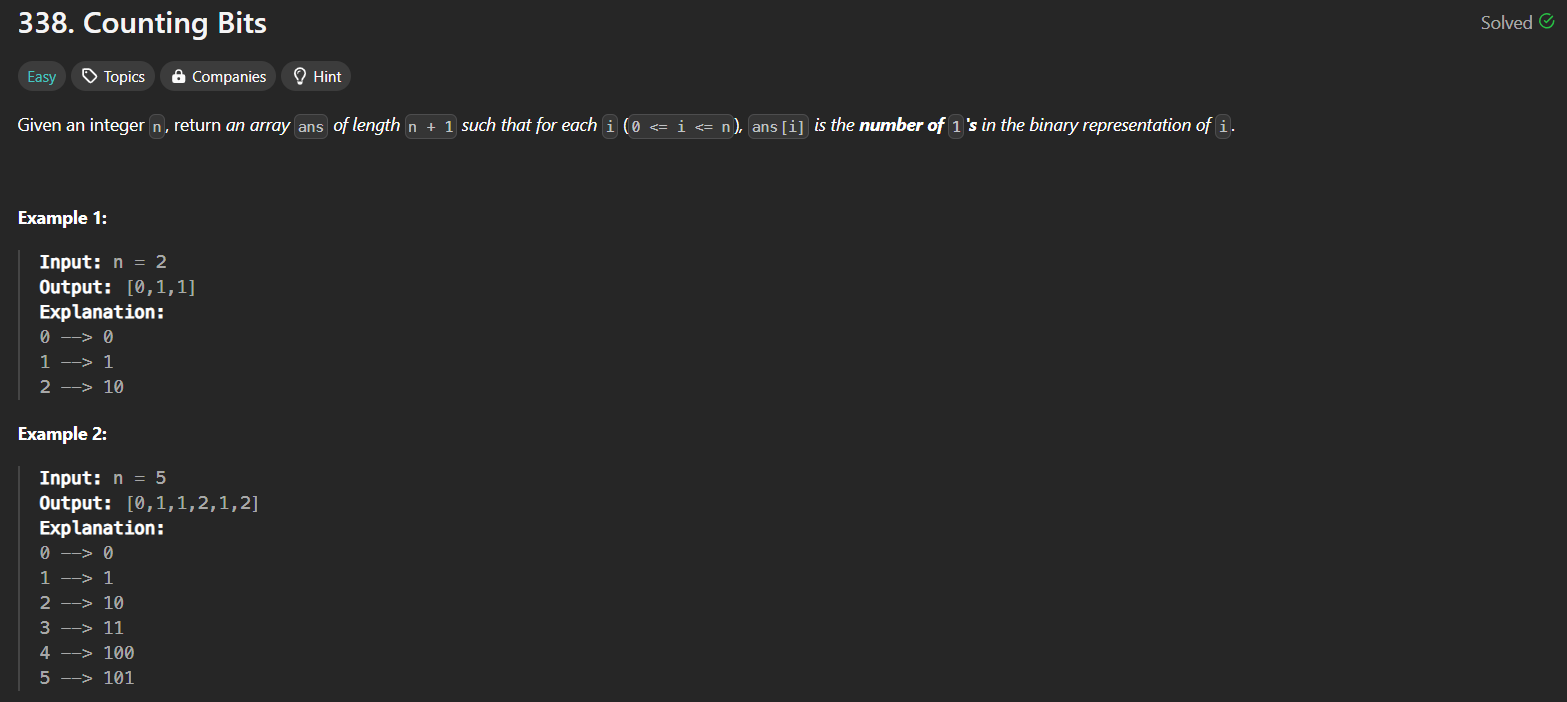 338. Counting Bits
Solved
Easy Topics Companies Hint
Given an integer n, return an array ans of length n + 1 such that for each i (0 <= i <= n), ans[i] is the number of 1's in the binary representation of i.
Example 1:
Input: n = 2
Output: [0,1,1]
Explanation:
0 --> 0
1 --> 1
2 --> 10
Example 2:
Input: n = 5
Output: [0,1,1,2,1,2]
Explanation:
0 --> 0
1 --> 1
2 --> 10
3 --> 11
4 --> 100
5 --> 101